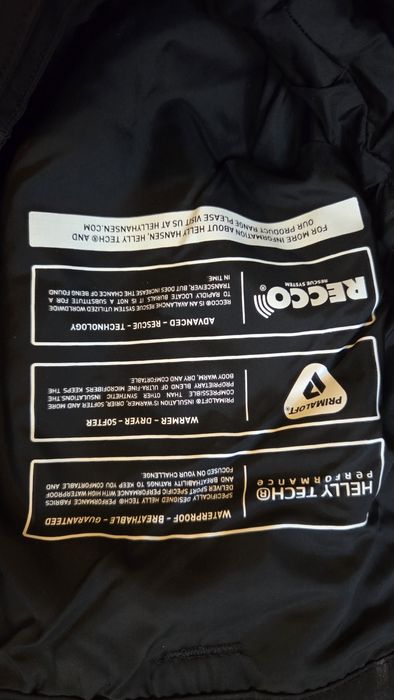 HELLY TECH®
PERFORMANCE
WATERPROOF - BREATHABLE - GUARANTEED
SPECIFICALLY DESIGNED HELLY TECH® PERFORMANCE FABRICS
DELIVER SPORT SPECIFIC PERFORMANCE WITH HIGH WATERPROOF
AND BREATHABILITY RATINGS TO KEEP YOU COMFORTABLE AND
FOCUSED ON YOUR CHALLENGE.
PRIMALOFT®
WARMER - DRYER - SOFTER
PRIMALOFT® INSULATION IS WARMER, DRIER, SOFTER AND MORE
COMPRESSIBLE THAN OTHER SYNTHETIC INSULATIONS. THE
PROPRIETARY BLEND OF ULTRA-FINE MICROFIBERS KEEPS THE
BODY WARM, AND DRY AND COMFORTABLE.
RECCO®
RESCUE SYSTEM
ADVANCED - RESCUE - TECHNOLOGY
RECCO® IS AN AVALANCHE RESCUE SYSTEM UTILIZED WORLDWIDE
TO RAPIDLY LOCATE BURIALS. IT IS NOT A SUBSTITUTE FOR A
TRANSCEIVER, BUT DOES INCREASE THE CHANCE OF BEING FOUND
IN TIME.
FOR MORE INFORMATION ABOUT HELLY HANSEN, HELLY TECH® AND
OUR PRODUCT RANGE PLEASE VISIT US AT HELLYHANSEN.COM